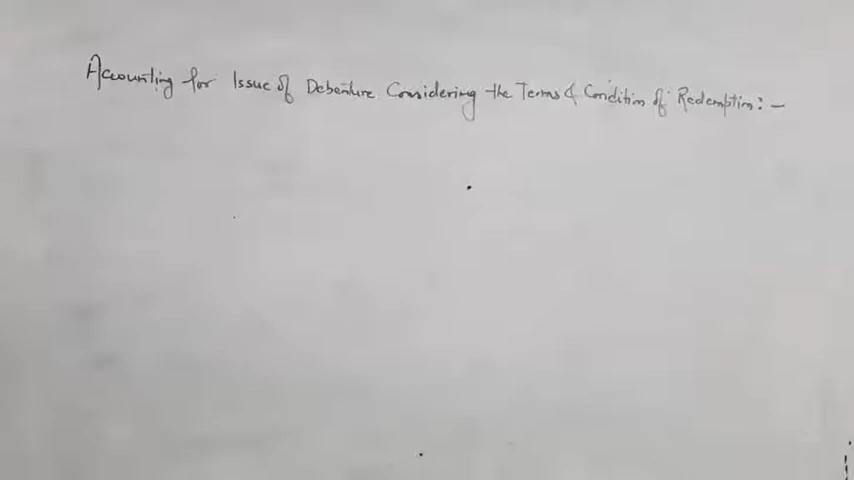 Accounting for Issue of Debenture Considering the Terms & Condition of Redemption:-